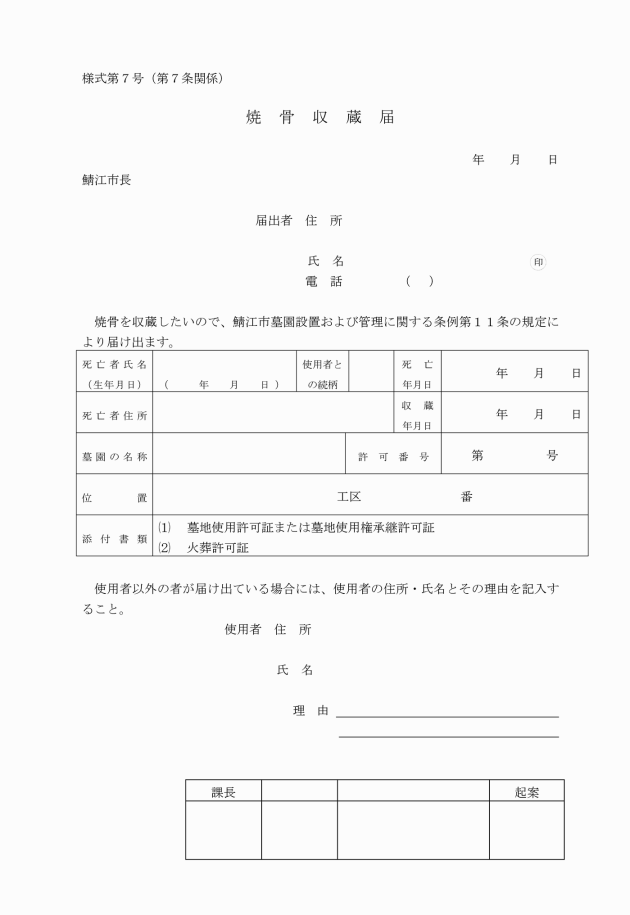 様式第７号（第７条関係）
焼　骨　収　蔵　届
年　　月　　日
鯖江市長
届出者　住　所
氏　名　　　　　　　　　　　　　　　㊞
電　話　　　　　（　）
焼骨を収蔵したいので、鯖江市墓園設置および管理に関する条例第１１条の規定に
より届け出ます。
死亡者氏名
（生年月日）
（　　年　　月　　日）
使用者と
の続柄
死　亡
年月日
年　　月　　日
死亡者住所
収　蔵
年月日
年　　月　　日
墓園の名称
許可番号
第　　　　　号
位　　置
工区　　　　　　　　番
添付書類
⑴　墓地使用許可証または墓地使用権承継許可証
⑵　火葬許可証
使用者以外の者が届け出ている場合には、使用者の住所・氏名とその理由を記入す
ること。
使用者　住　所
氏　名
理　由
課長
起案